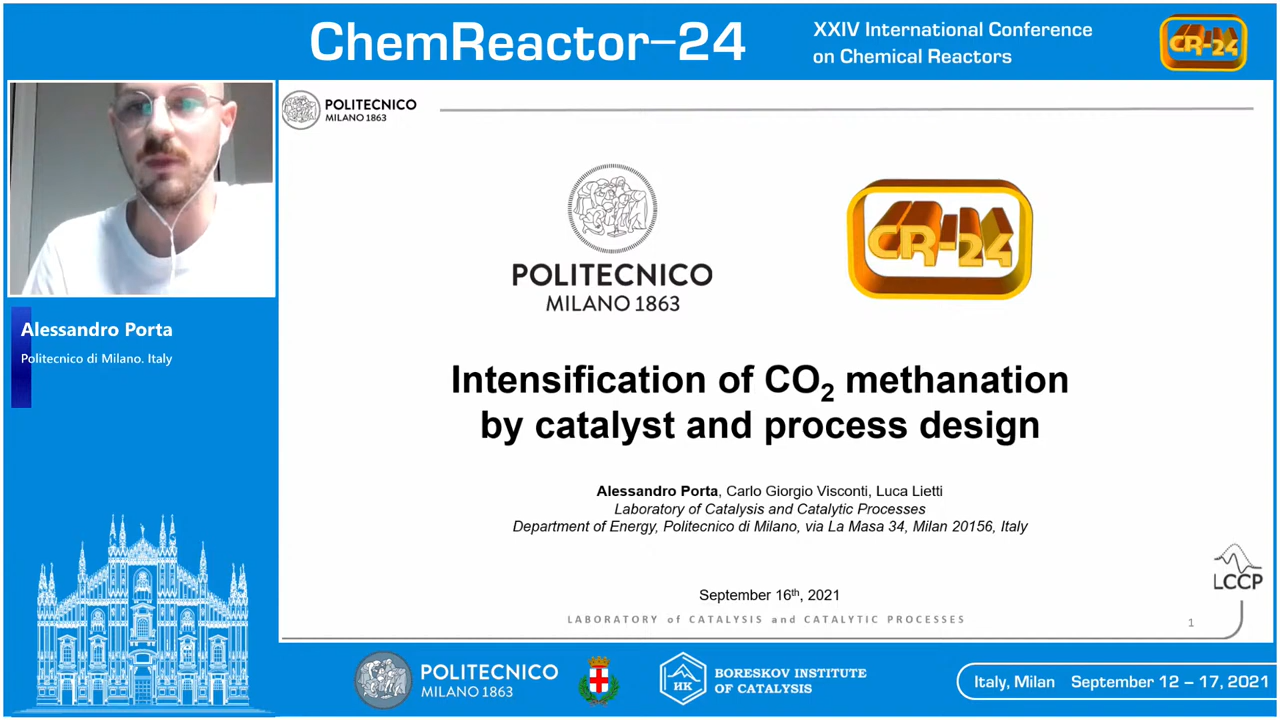 ChemReactor–24
XXIV International Conference
on Chemical Reactors
CR-24
POLITECNICO
MILANO 1863
POLITECNICO
MILANO 1863
CR-24
Alessandro Porta
Politecnico di Milano. Italy
Intensification of CO₂ methanation
by catalyst and process design
Alessandro Porta, Carlo Giorgio Visconti, Luca Lietti
Laboratory of Catalysis and Catalytic Processes
Department of Energy, Politecnico di Milano, via La Masa 34, Milan 20156, Italy
LCCP
September 16th, 2021
LABORATORY of CATALYSIS and CATALYTIC PROCESSES
1
POLITECNICO
MILANO 1863
ИК
BORESKOV INSTITUTE
OF CATALYSIS
Italy, Milan September 12 – 17, 2021